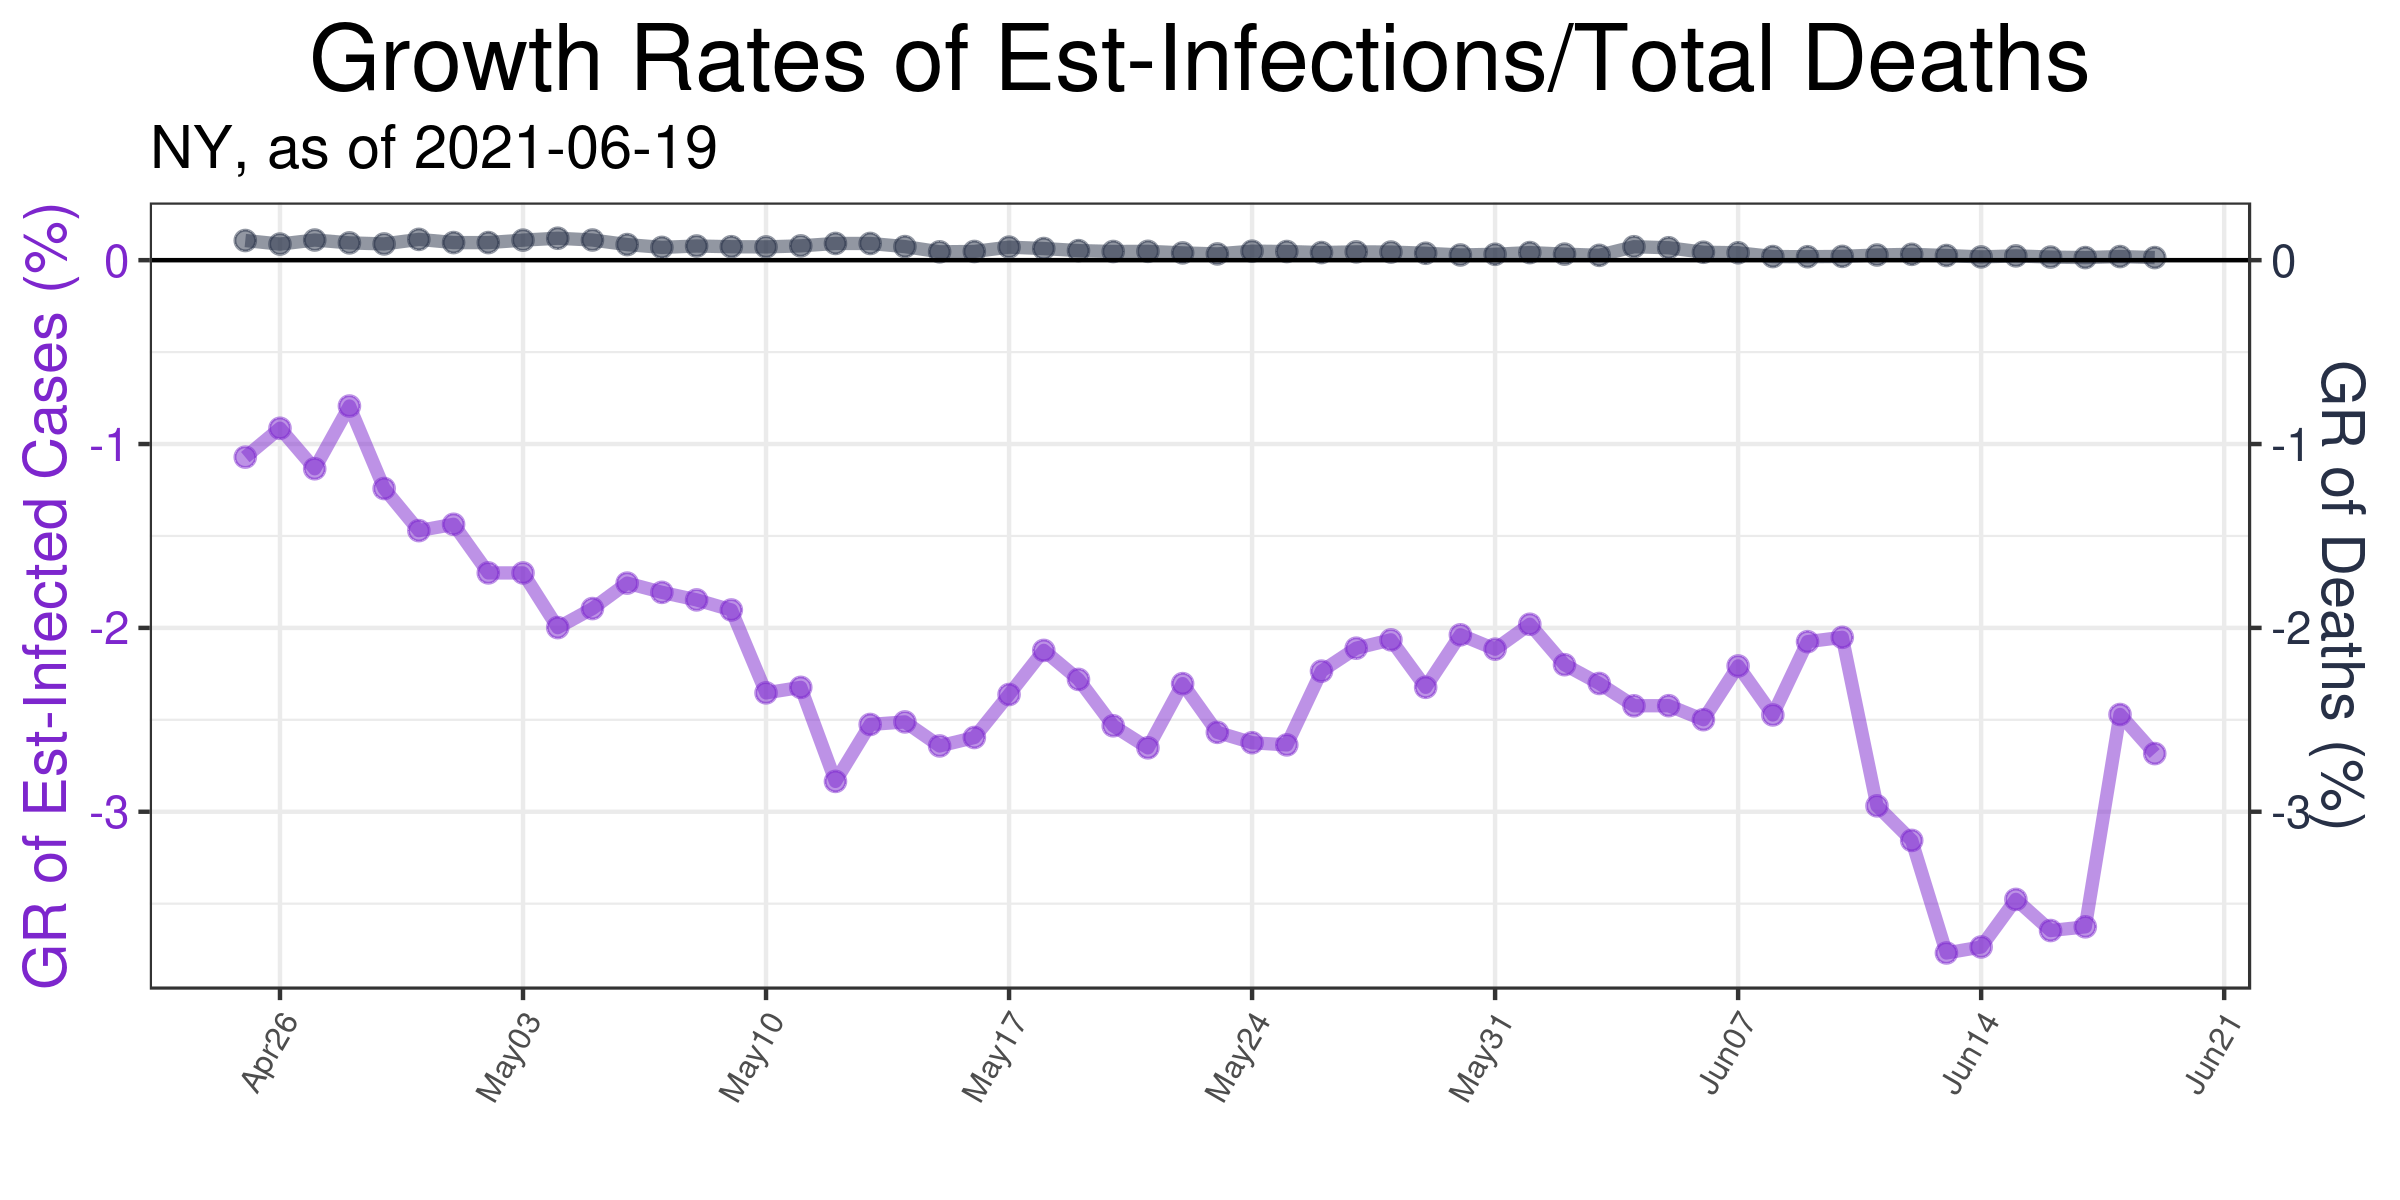 Growth Rates of Est-Infections/Total Deaths
NY, as of 2021-06-19
GR of Est-Infected Cases (%)
0
-1
-2
-3
0
-1
-2
-3
GR of Deaths (%)
Apr26
May03
May10
May17
May24
May31
Jun07
Jun14
Jun21